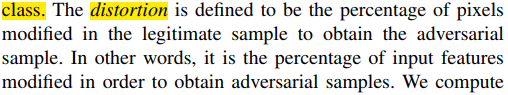 class. The distortion is defined to be the percentage of pixels
modified in the legitimate sample to obtain the adversarial
sample. In other words, it is the percentage of input features
modified in order to obtain adversarial samples. We compute